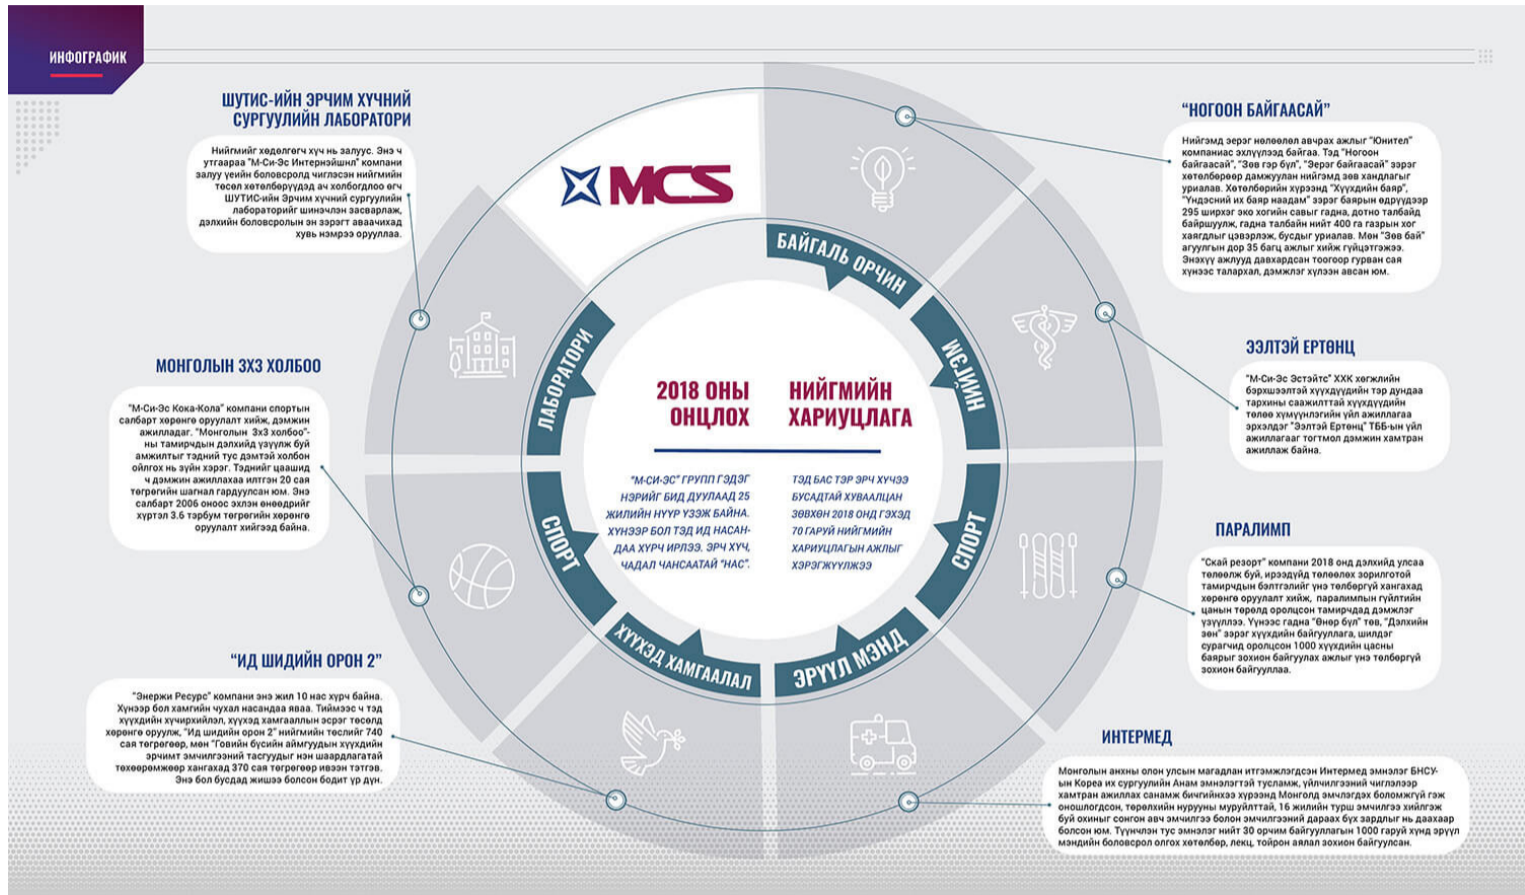 ИНФОГРАФИК
ШУТИС-ИЙН ЭРЧИМ ХҮЧНИЙ
СУРГУУЛИЙН ЛАБОРАТОРИ
Нийгмийг хөдөлгөгч хүч нь залуус. Энэ ч
утгаараа "М-Си-Эс Интернэйшнл" компани
залуу үеийн боловсролд чиглэсэн нийгмийн
төсөл хөтөлбөрүүдэд ач холбогдлоо өгч
ШУТИС-ийн Эрчим хүчний сургуулийн
лабораторийг шинэчлэн засварлаж,
дэлхийн боловсролын эн зэрэгт аваачихад
хувь нэмрээ орууллаа.
МОНГОЛЫН 3Х3 ХОЛБОО
"М-Си-Эс Кока-Кола" компани спортын
салбарт хөрөнгө оруулалт хийж, дэмжин
ажилладаг. "Монголын 3х3 холбоо"-
ны тамирчдын дэлхийд үзүүлж буй
амжилтыг тэдний тус дэмтэй холбон
ойлгох нь зүйн хэрэг. Тэднийг цаашид
ч дэмжин ажиллахаа илтгэн 20 сая
төгрөгийн шагнал гардуулсан юм. Энэ
салбарт 2006 оноос эхлэн өнөөдрийг
хүртэл 3.6 тэрбум төгрөгийн хөрөнгө
оруулалт хийгээд байна.
"ИД ШИДИЙН ОРОН 2"
"Энержи Ресурс" компани энэ жил 10 нас хүрч байна.
Хүнээр бол хамгийн чухал насандаа яваа. Тиймээс ч тэд
хүүхдийн хүчирхийлэл, хүүхэд хамгааллын эсрэг төсөлд
хөрөнгө оруулж, "Ид шидийн орон 2" нийгмийн төслийг 740
сая төгрөгөөр, мөн "Говийн бүсийн аймгуудын хүүхдийн
эрчимт эмчилгээний тасгуудыг нэн шаардлагатай
төхөөрөмжөөр хангахад 370 сая төгрөгөөр ивээн тэтгэв.
Энэ бол бусдад жишээ болсон бодит үр дүн.
MCS
БАЙГАЛЬ ОРЧИН
НИЙГЭМ
СПОРТ
ЭРҮҮЛ МЭНД
ХҮҮХЭД ХАМГААЛАЛ
СПОРТ
ЛАБОРАТОРИ
2018 ОНЫ
ОНЦЛОХ
НИЙГМИЙН
ХАРИУЦЛАГА
"М-СИ-ЭС" ГРУПП ГЭДЭГ
НЭРИЙГ БИД ДУУЛААД 25
ЖИЛИЙН НҮҮР ҮЗЭЖ БАЙНА.
ХҮНЭЭР БОЛ ТЭД ИД НАСАН-
ДАА ХҮРЧ ИРЛЭЭ. ЭРЧ ХҮЧ,
ЧАДАЛ ЧАНСААТАЙ "НАС".
ТЭД БАС ТЭР ЭРЧ ХҮЧЭЭ
БУСАДТАЙ ХУВААЛЦАН
ЗӨВХӨН 2018 ОНД ГЭХЭД
70 ГАРУЙ НИЙГМИЙН
ХАРИУЦЛАГЫН АЖЛЫГ
ХЭРЭГЖҮҮЛЖЭЭ
"НОГООН БАЙГААСАЙ"
Нийгэмд эерэг нөлөөлөл авчрах ажлыг "Юнител"
компаниас эхлүүлээд байгаа. Тэд "Ногоон
байгаасай", "Зөв гэр бүл", "Эерэг байгаасай" зэрэг
хөтөлбөрөөр дамжуулан нийгэмд зөв хандлагыг
уриалав. Хөтөлбөрийн хүрээнд "Хүүхдийн баяр",
"Үндэсний их баяр наадам" зэрэг баярын өдрүүдээр
295 ширхэг эко хогийн савыг гадна, дотно талбайд
байршуулж, гадна талбайн нийт 400 га газрын хог
хаягдлыг цэвэрлэж, бусдыг уриалав. Мөн "Зөв бай"
агуулгын дор 35 багц ажлыг хийж гүйцэтгэжээ.
Энэхүү ажлууд давхардсан тоогоор гурван сая
хүнээс талархал, дэмжлэг хүлээн авсан юм.
ЭЭЛТЭЙ ЕРТӨНЦ
"М-Си-Эс Эстэйтс" ХХК хөгжлийн
бэрхшээлтэй хүүхдүүдийн тэр дундаа
тархины саажилттай хүүхдүүдийн
төлөө хүмүүнлэгийн үйл ажиллагаа
эрхэлдэг "Ээлтэй Ертөнц" ТББ-ын үйл
ажиллагааг тогтмол дэмжин хамтран
ажиллаж байна.
ПАРАЛИМП
"Скай резорт" компани 2018 онд дэлхийд улсаа
төлөөлж буй, ирээдүйд төлөөлөх зорилготой
тамирчдын бэлтгэлийг үнэ төлбөргүй хангахад
хөрөнгө оруулалт хийж, паралимпын гүйлтийн
цанын төрөлд оролцсон тамирчдад дэмжлэг
үзүүллээ. Үүнээс гадна "Өнөр бүл" төв, "Дэлхийн
зөн" зэрэг хүүхдийн байгууллага, шилдэг
сурагчид оролцсон 1000 хүүхдийн цасны
баярыг зохион байгуулах ажлыг үнэ төлбөргүй
зохион байгууллаа.
ИНТЕРМЕД
Монголын анхны олон улсын магадлан итгэмжлэгдсэн Интермед эмнэлэг БНСУ-
ын Кореа их сургуулийн Анам эмнэлэгтэй тусламж, үйлчилгээний чиглэлээр
хамтран ажиллах санамж бичгийнхээ хүрээнд Монголд эмчлэгдэх боломжгүй гэж
оношлогдсон, төрөлхийн нурууны муруйлттай, 16 жилийн турш эмчилгээ хийлгэж
буй охиныг сонгон авч эмчилгээ болон эмчилгээний дараах бүх зардлыг нь даахаар
болсон юм. Түүнчлэн тус эмнэлэг нийт 30 орчим байгууллагын 1000 гаруй хүнд эрүүл
мэндийн боловсрол олгох хөтөлбөр, лекц, тойрон аялал зохион байгуулсан.